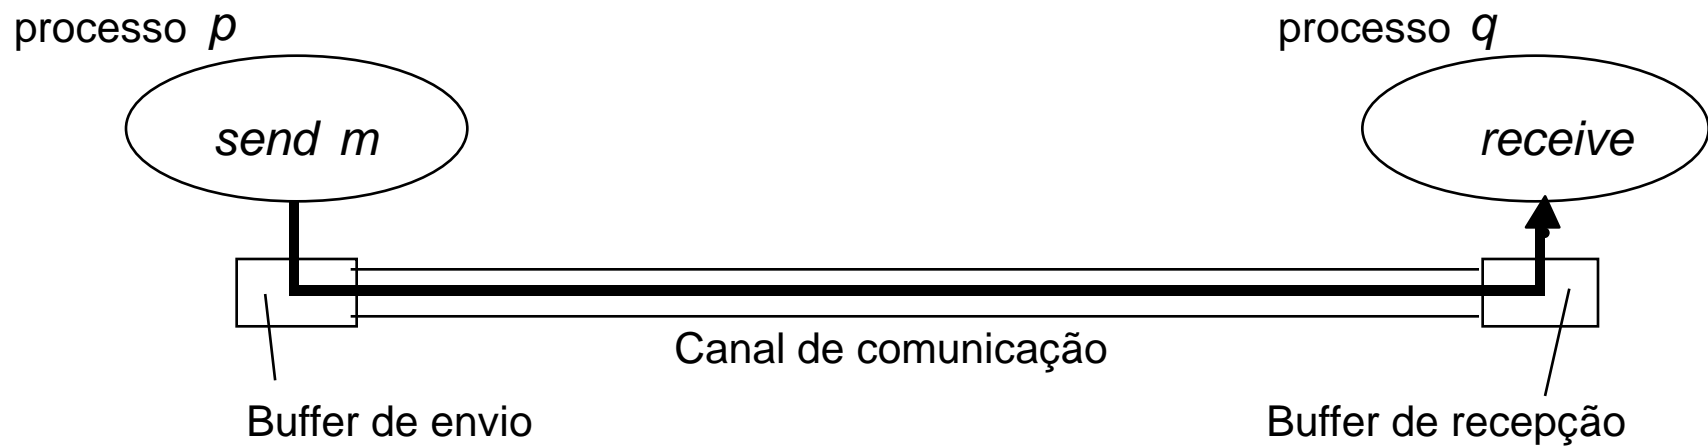 processo p
processo q
send m
receive
Canal de comunicação
Buffer de envio
Buffer de recepção